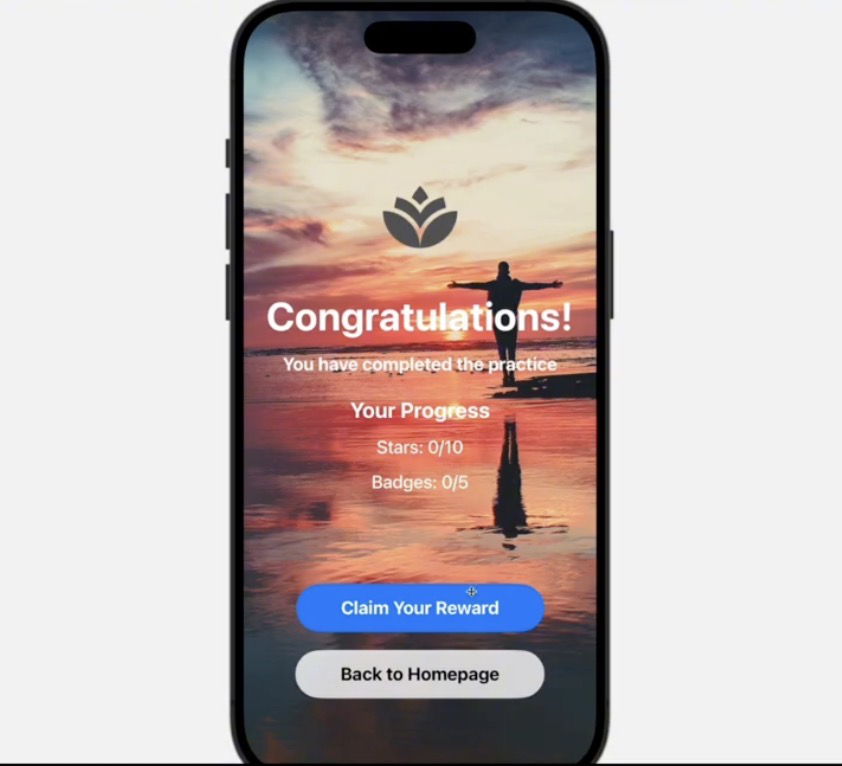 Congratulations!
You have completed the practice
Your Progress
Stars: 0/10
Badges: 0/5
Claim Your Reward
Back to Homepage